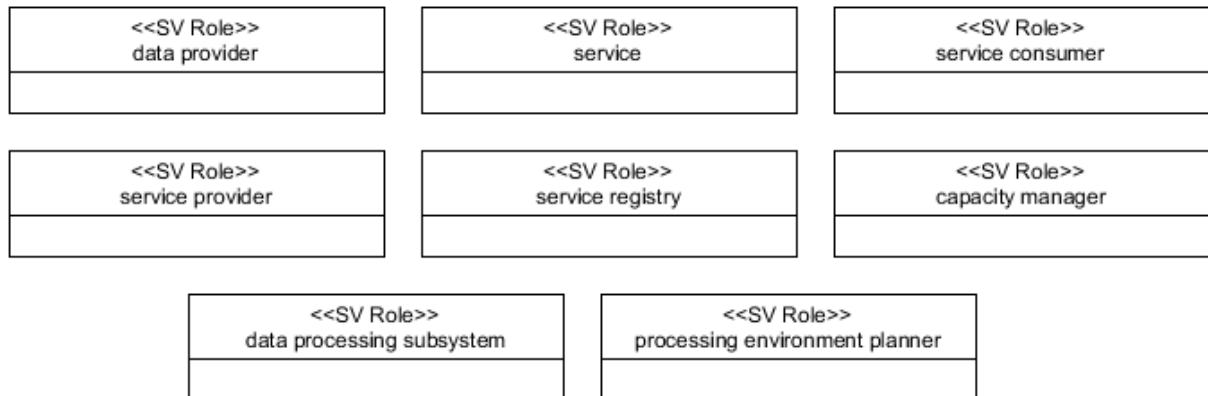 <<SV Role>>
data provider
<<SV Role>>
service
<<SV Role>>
service consumer
<<SV Role>>
service provider
<<SV Role>>
service registry
<<SV Role>>
capacity manager
<<SV Role>>
data processing subsystem
<<SV Role>>
processing environment planner